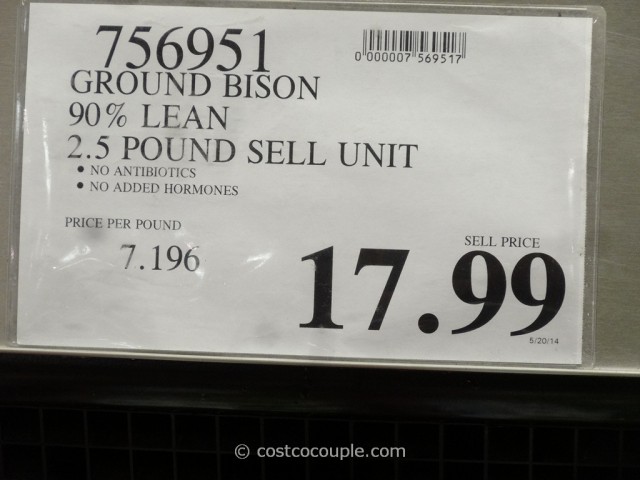 756951
0 000007 569517
GROUND BISON
90% LEAN
2.5 POUND SELL UNIT
• NO ANTIBIOTICS
• NO ADDED HORMONES
PRICE PER POUND
7.196
SELL PRICE
17.99
5/20/14
© costcocouple.com